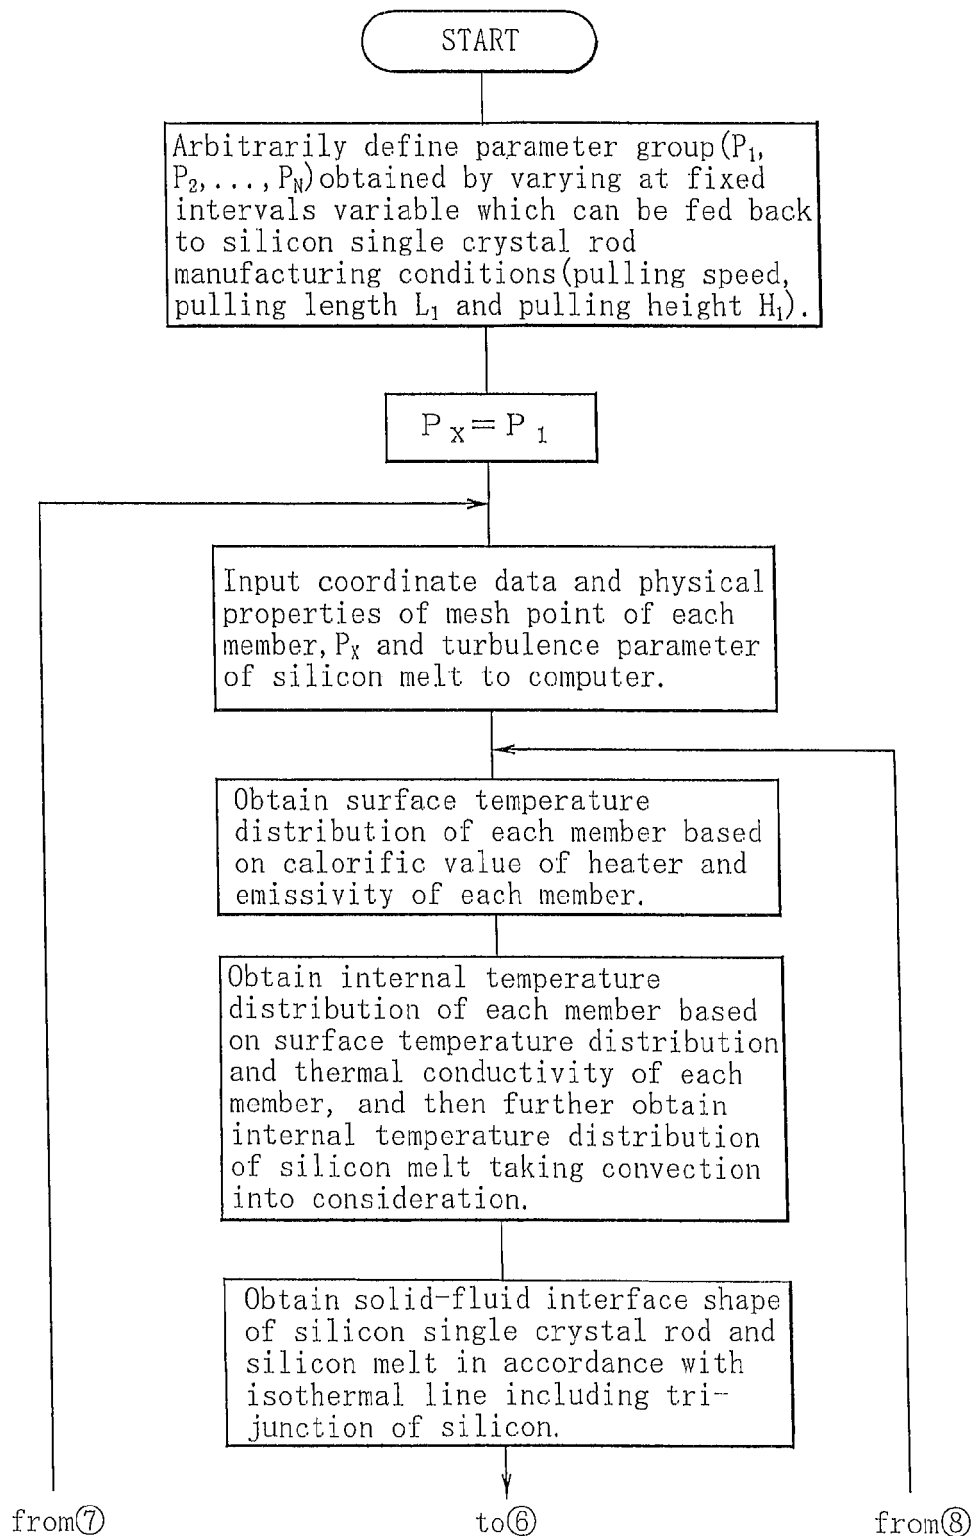 START
Arbitrarily define parameter group(P₁,
P₂,...,P_N)obtained by varying at fixed
intervals variable which can be fed back
to silicon single crystal rod
manufacturing conditions(pulling speed,
pulling length L₁ and pulling height H₁).
P_X=P₁
Input coordinate data and physical
properties of mesh point of each
member,P_X and turbulence parameter
of silicon melt to computer.
Obtain surface temperature
distribution of each member based
on calorific value of heater and
emissivity of each member.
Obtain internal temperature
distribution of each member based
on surface temperature distribution
and thermal conductivity of each
member, and then further obtain
internal temperature distribution
of silicon melt taking convection
into consideration.
Obtain solid-fluid interface shape
of silicon single crystal rod and
silicon melt in accordance with
isothermal line including tri-
junction of silicon.
from⑦
to⑥
from⑧